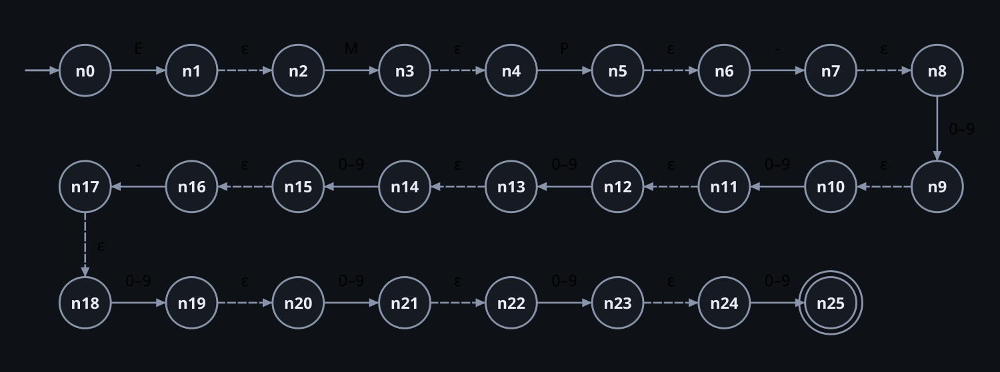 E ε M ε P ε - ε
n0 n1 n2 n3 n4 n5 n6 n7 n8
0–9
- ε 0–9 ε 0–9 ε 0–9 ε
n17 n16 n15 n14 n13 n12 n11 n10 n9
ε
0–9 ε 0–9 ε 0–9 ε 0–9
n18 n19 n20 n21 n22 n23 n24 n25